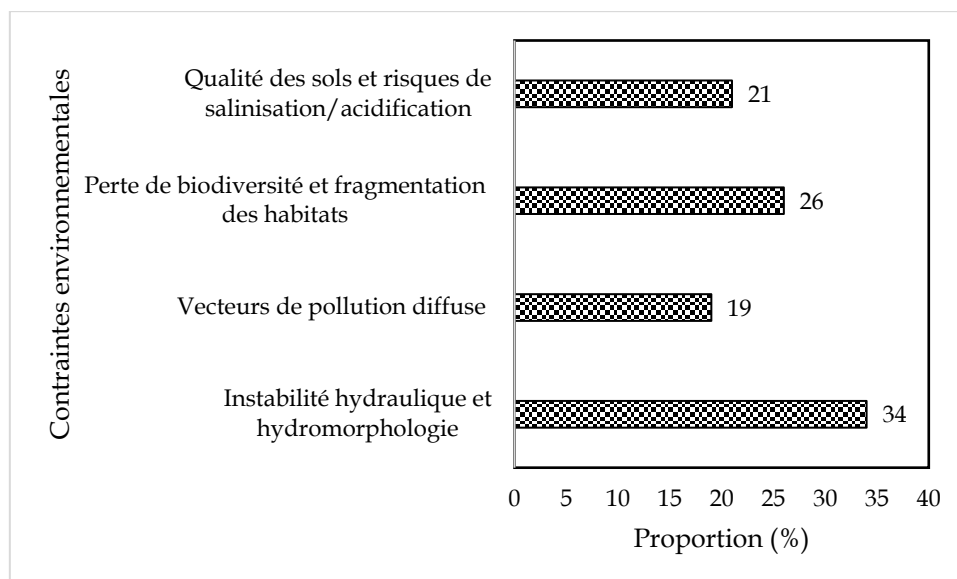 Contraintes environnementales
Qualité des sols et risques de
salinisation/acidification
21
Perte de biodiversité et fragmentation
des habitats
26
Vecteurs de pollution diffuse
19
Instabilité hydraulique et
hydromorphologie
34
0 5 10 15 20 25 30 35 40
Proportion (%)